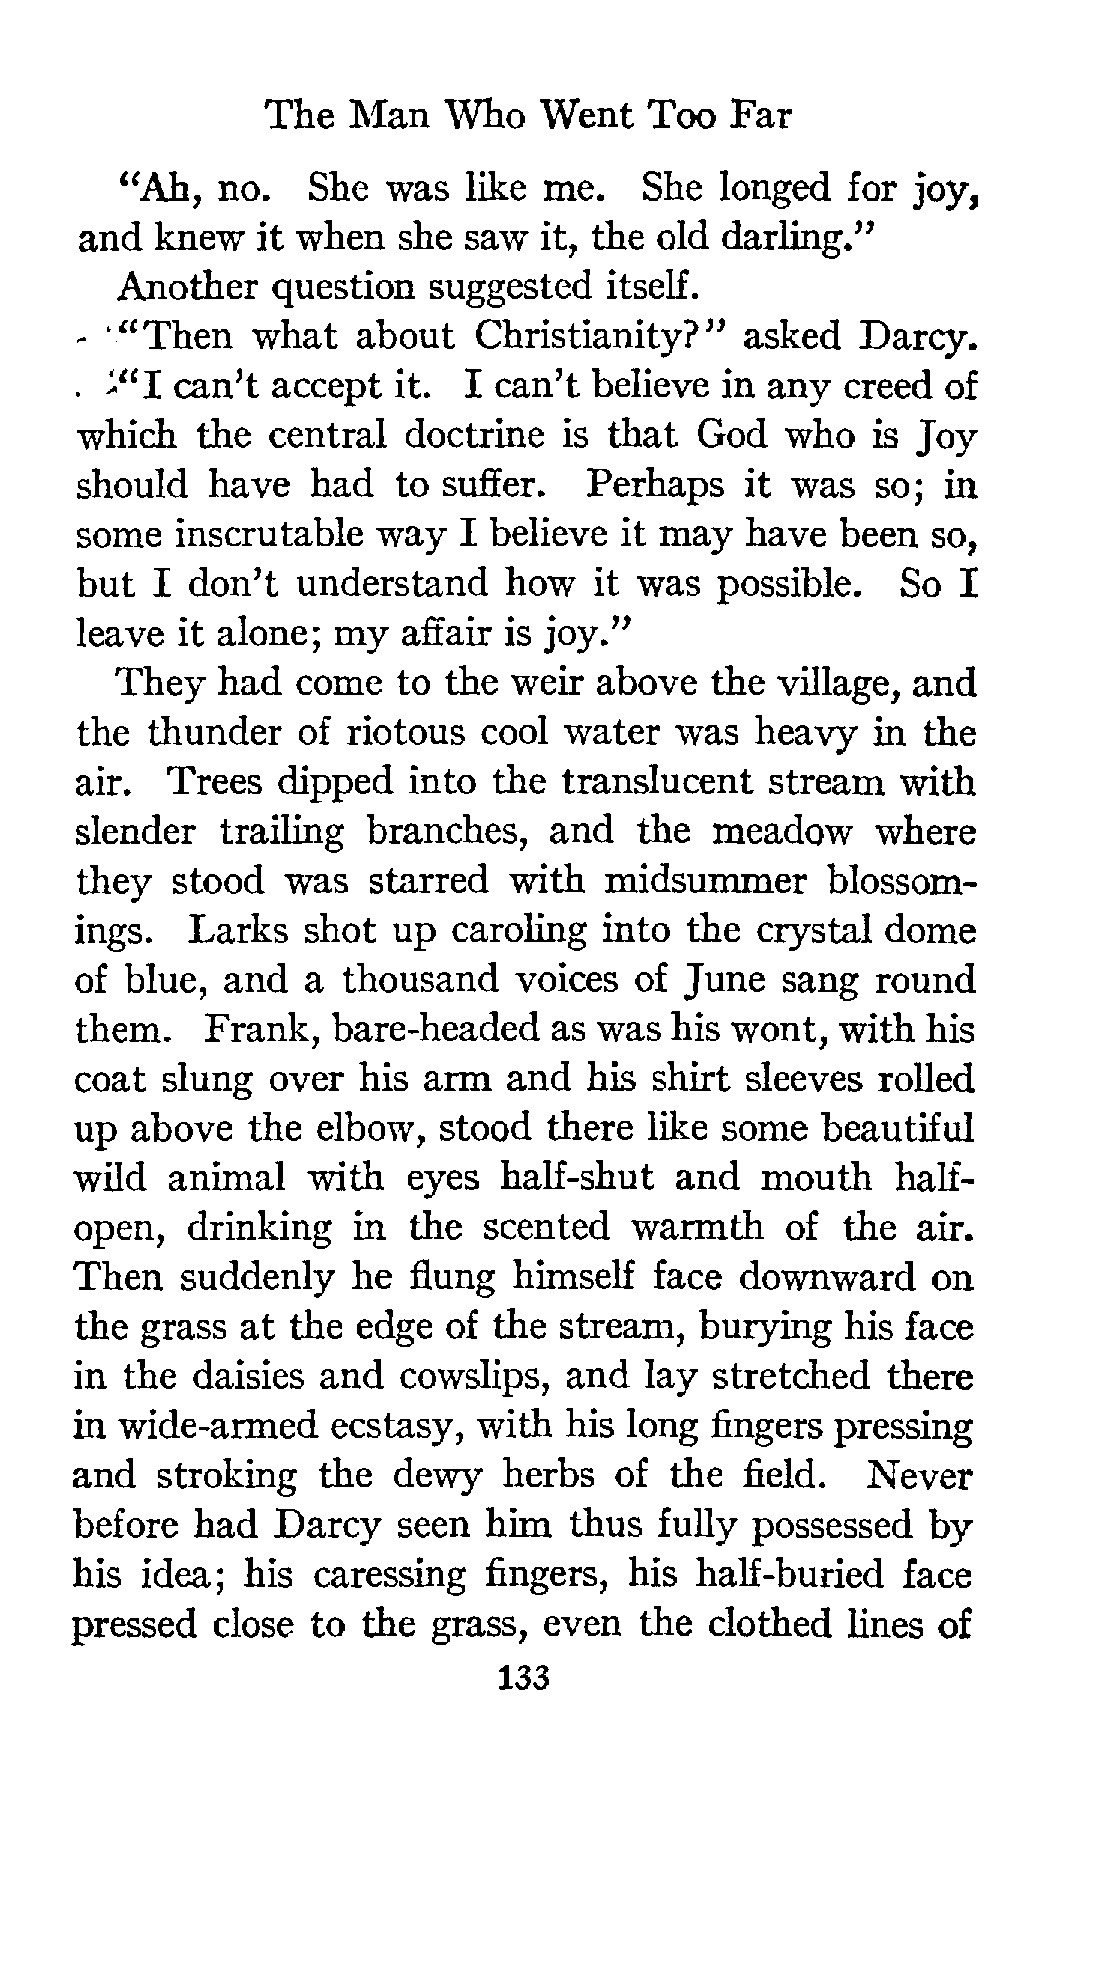 The Man Who Went Too Far
“Ah, no. She was like me. She longed for joy,
and knew it when she saw it, the old darling.”
Another question suggested itself.
“Then what about Christianity?” asked Darcy.
“I can’t accept it. I can’t believe in any creed of
which the central doctrine is that God who is Joy
should have had to suffer. Perhaps it was so; in
some inscrutable way I believe it may have been so,
but I don’t understand how it was possible. So I
leave it alone; my affair is joy.”
They had come to the weir above the village, and
the thunder of riotous cool water was heavy in the
air. Trees dipped into the translucent stream with
slender trailing branches, and the meadow where
they stood was starred with midsummer blossom-
ings. Larks shot up caroling into the crystal dome
of blue, and a thousand voices of June sang round
them. Frank, bare-headed as was his wont, with his
coat slung over his arm and his shirt sleeves rolled
up above the elbow, stood there like some beautiful
wild animal with eyes half-shut and mouth half-
open, drinking in the scented warmth of the air.
Then suddenly he flung himself face downward on
the grass at the edge of the stream, burying his face
in the daisies and cowslips, and lay stretched there
in wide-armed ecstasy, with his long fingers pressing
and stroking the dewy herbs of the field. Never
before had Darcy seen him thus fully possessed by
his idea; his caressing fingers, his half-buried face
pressed close to the grass, even the clothed lines of
133